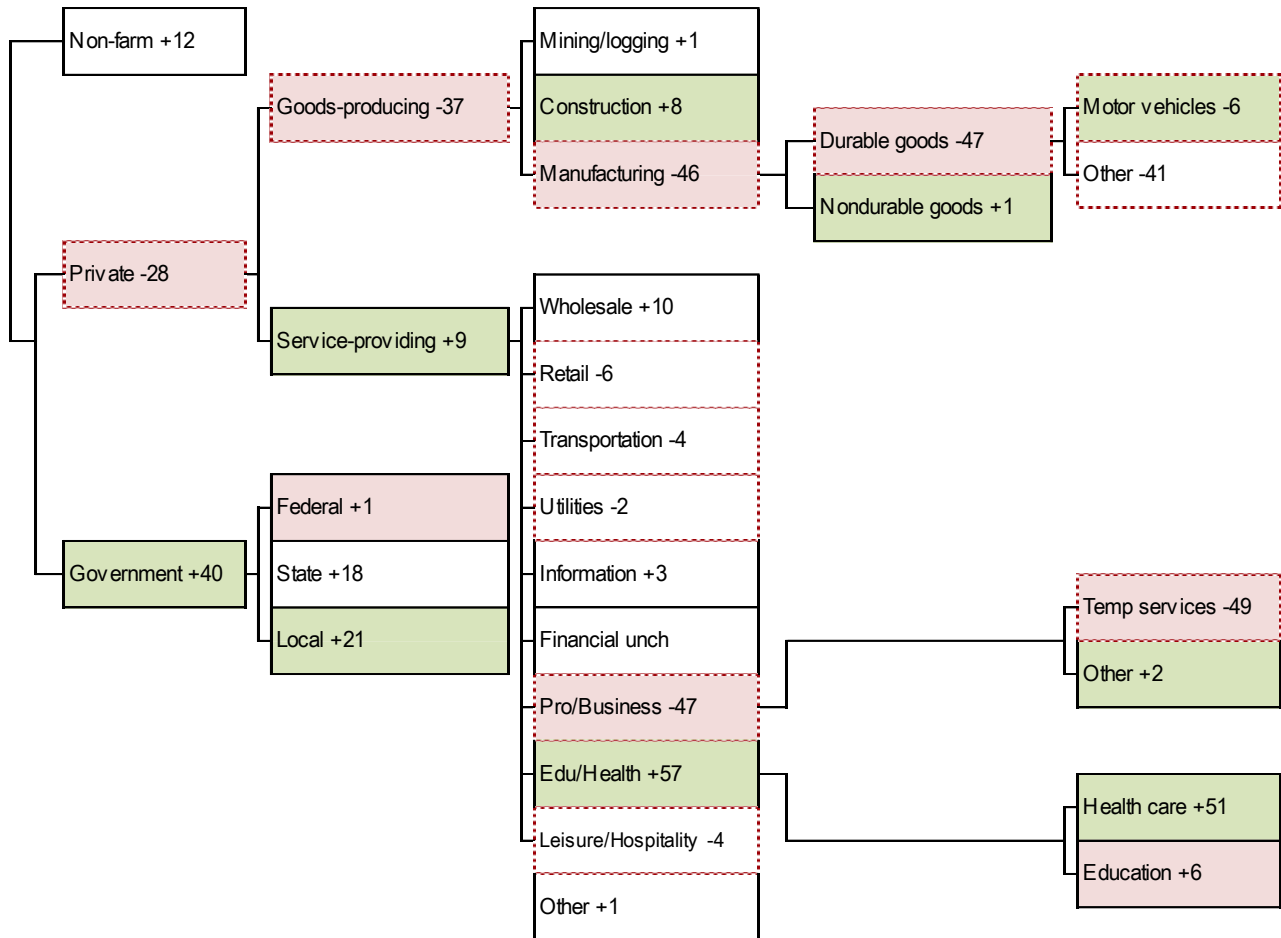 Non-farm +12
Private -28
Government +40
Goods-producing -37
Service-providing +9
Federal +1
State +18
Local +21
Mining/logging +1
Construction +8
Manufacturing -46
Wholesale +10
Retail -6
Transportation -4
Utilities -2
Information +3
Financial unch
Pro/Business -47
Edu/Health +57
Leisure/Hospitality -4
Other +1
Durable goods -47
Nondurable goods +1
Motor vehicles -6
Other -41
Temp services -49
Other +2
Health care +51
Education +6